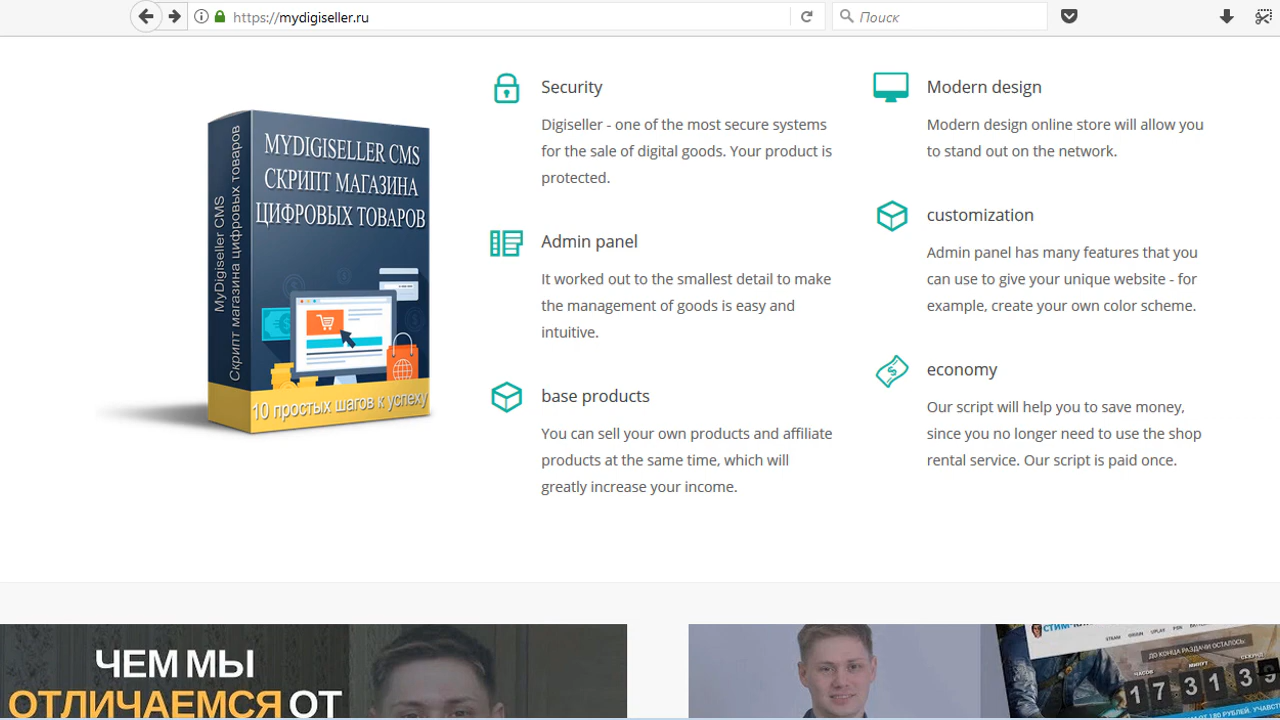 https://mydigiseller.ru
Поиск
MYDIGISELLER CMS
СКРИПТ МАГАЗИНА
ЦИФРОВЫХ ТОВАРОВ
MyDigiseller CMS
Скрипт магазина цифровых товаров
10 простых шагов к успеху
Security
Digiseller - one of the most secure systems
for the sale of digital goods. Your product is
protected.
Admin panel
It worked out to the smallest detail to make
the management of goods is easy and
intuitive.
base products
You can sell your own products and affiliate
products at the same time, which will
greatly increase your income.
Modern design
Modern design online store will allow you
to stand out on the network.
customization
Admin panel has many features that you
can use to give your unique website - for
example, create your own color scheme.
economy
Our script will help you to save money,
since you no longer need to use the shop
rental service. Our script is paid once.
ЧЕМ МЫ
ОТЛИЧАЕМСЯ ОТ
ДО КОНЦА РАЗДАЧИ ОСТАЛОСЬ
ЧАСОВ МИНУТ СЕКУНД
17 31 39